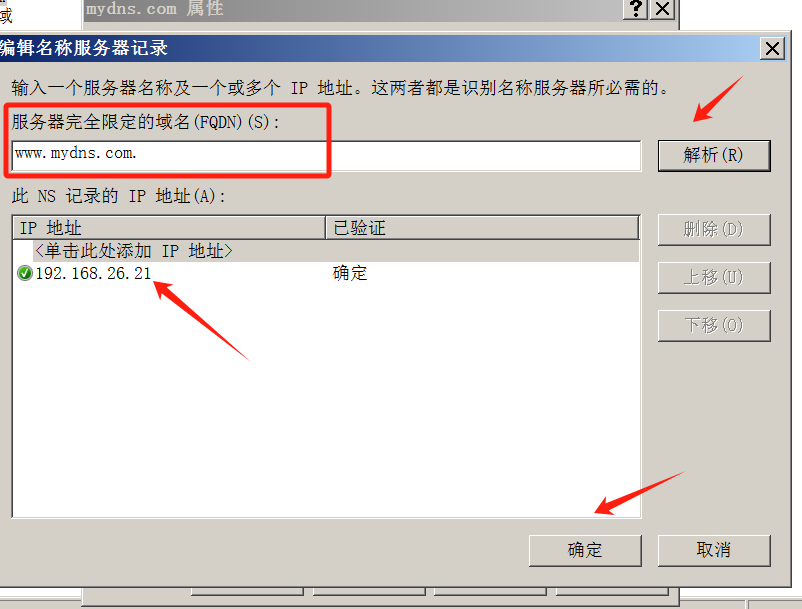 域
mydns.com 属性
编辑名称服务器记录
输入一个服务器名称及一个或多个 IP 地址。这两者都是识别名称服务器所必需的。
服务器完全限定的域名(FQDN)(S):
www.mydns.com.
解析(R)
此 NS 记录的 IP 地址(A):
IP 地址 已验证
<单击此处添加 IP 地址>
192.168.26.21 确定
删除(D)
上移(U)
下移(O)
确定 取消